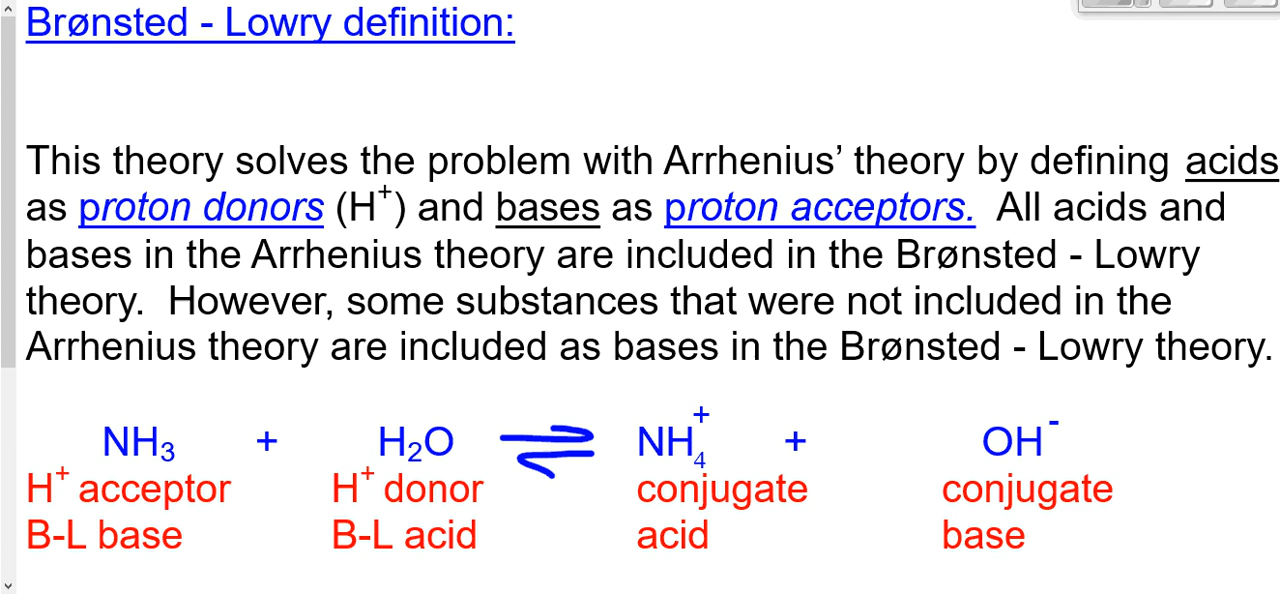 Brønsted - Lowry definition:
This theory solves the problem with Arrhenius’ theory by defining acids
as proton donors (H⁺) and bases as proton acceptors. All acids and
bases in the Arrhenius theory are included in the Brønsted - Lowry
theory. However, some substances that were not included in the
Arrhenius theory are included as bases in the Brønsted - Lowry theory.
NH₃ + H₂O ⇌ NH₄⁺ + OH⁻
H⁺ acceptor H⁺ donor conjugate conjugate
B-L base B-L acid acid base